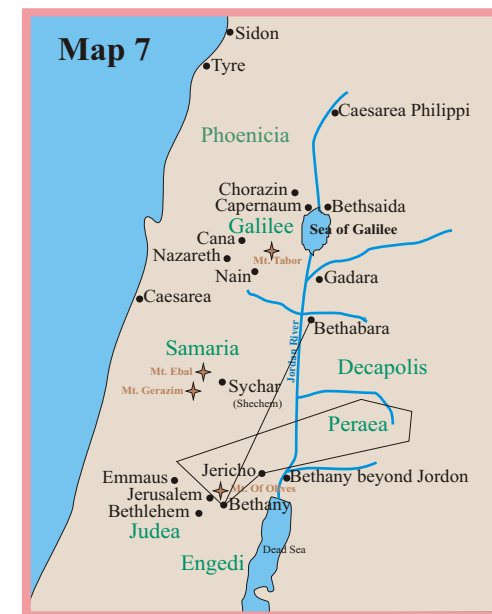 Map 7
Sidon
Tyre
Caesarea Philippi
Phoenicia
Chorazin
Capernaum
Bethsaida
Galilee
Sea of Galilee
Cana
Mt. Tabor
Nazareth
Nain
Gadara
Caesarea
Bethabara
Jordan River
Samaria
Decapolis
Mt. Ebal
Mt. Gerazim
Sychar
(Shechem)
Peraea
Jericho
Emmaus
Bethany beyond Jordon
Mt. Of Olives
Jerusalem
Bethany
Bethlehem
Judea
Dead Sea
Engedi